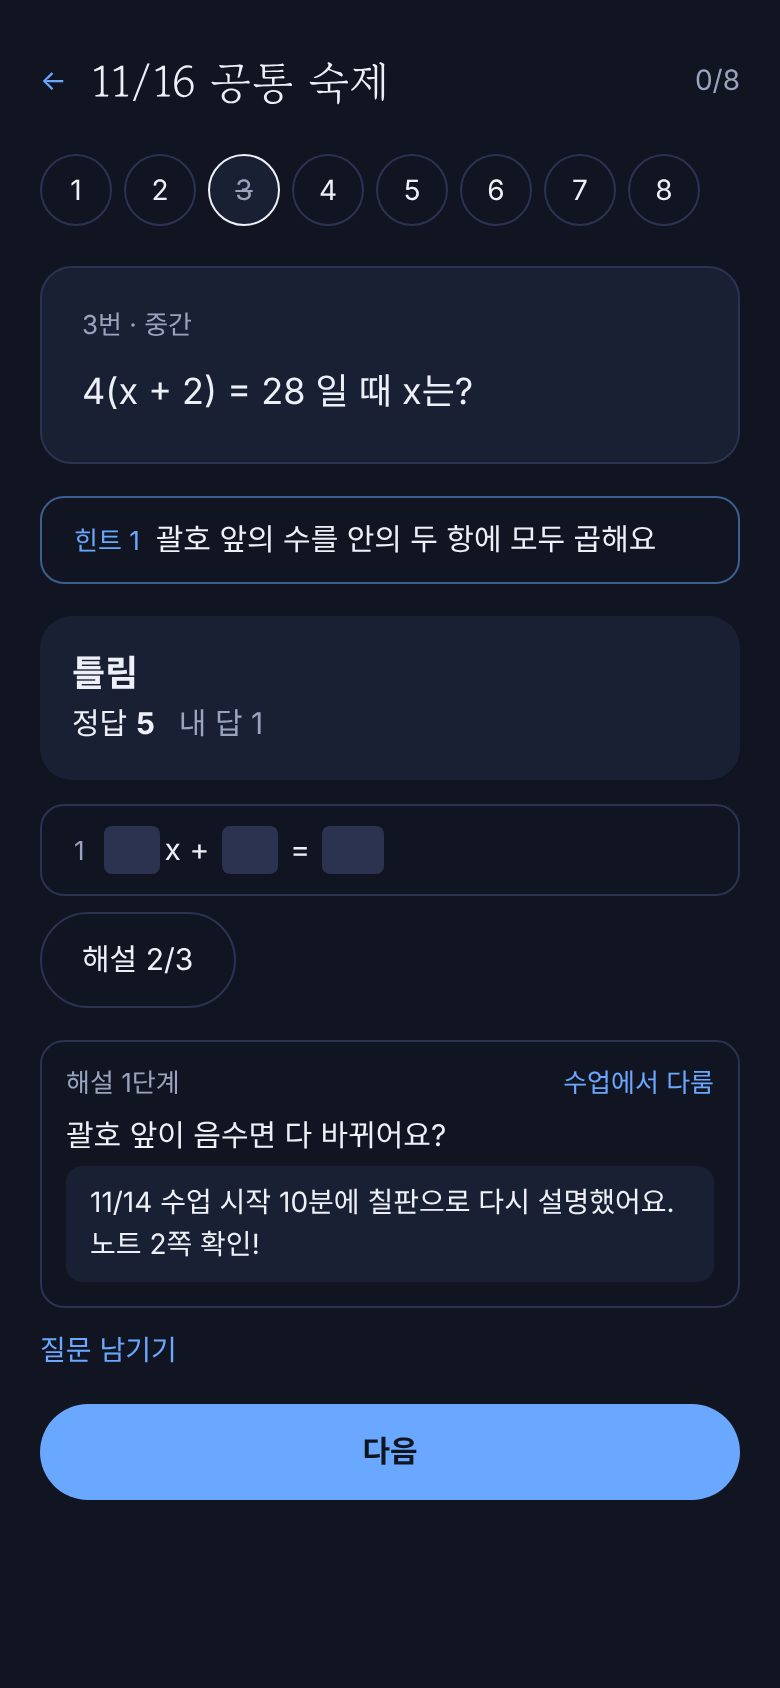 ← 11/16 공통 숙제 0/8
1 2 3 4 5 6 7 8
3번 · 중간
4(x + 2) = 28 일 때 x는?
힌트 1 괄호 앞의 수를 안의 두 항에 모두 곱해요
틀림
정답 5 내 답 1
1 x + =
해설 2/3
해설 1단계 수업에서 다룸
괄호 앞이 음수면 다 바뀌어요?
11/14 수업 시작 10분에 칠판으로 다시 설명했어요.
노트 2쪽 확인!
질문 남기기
다음